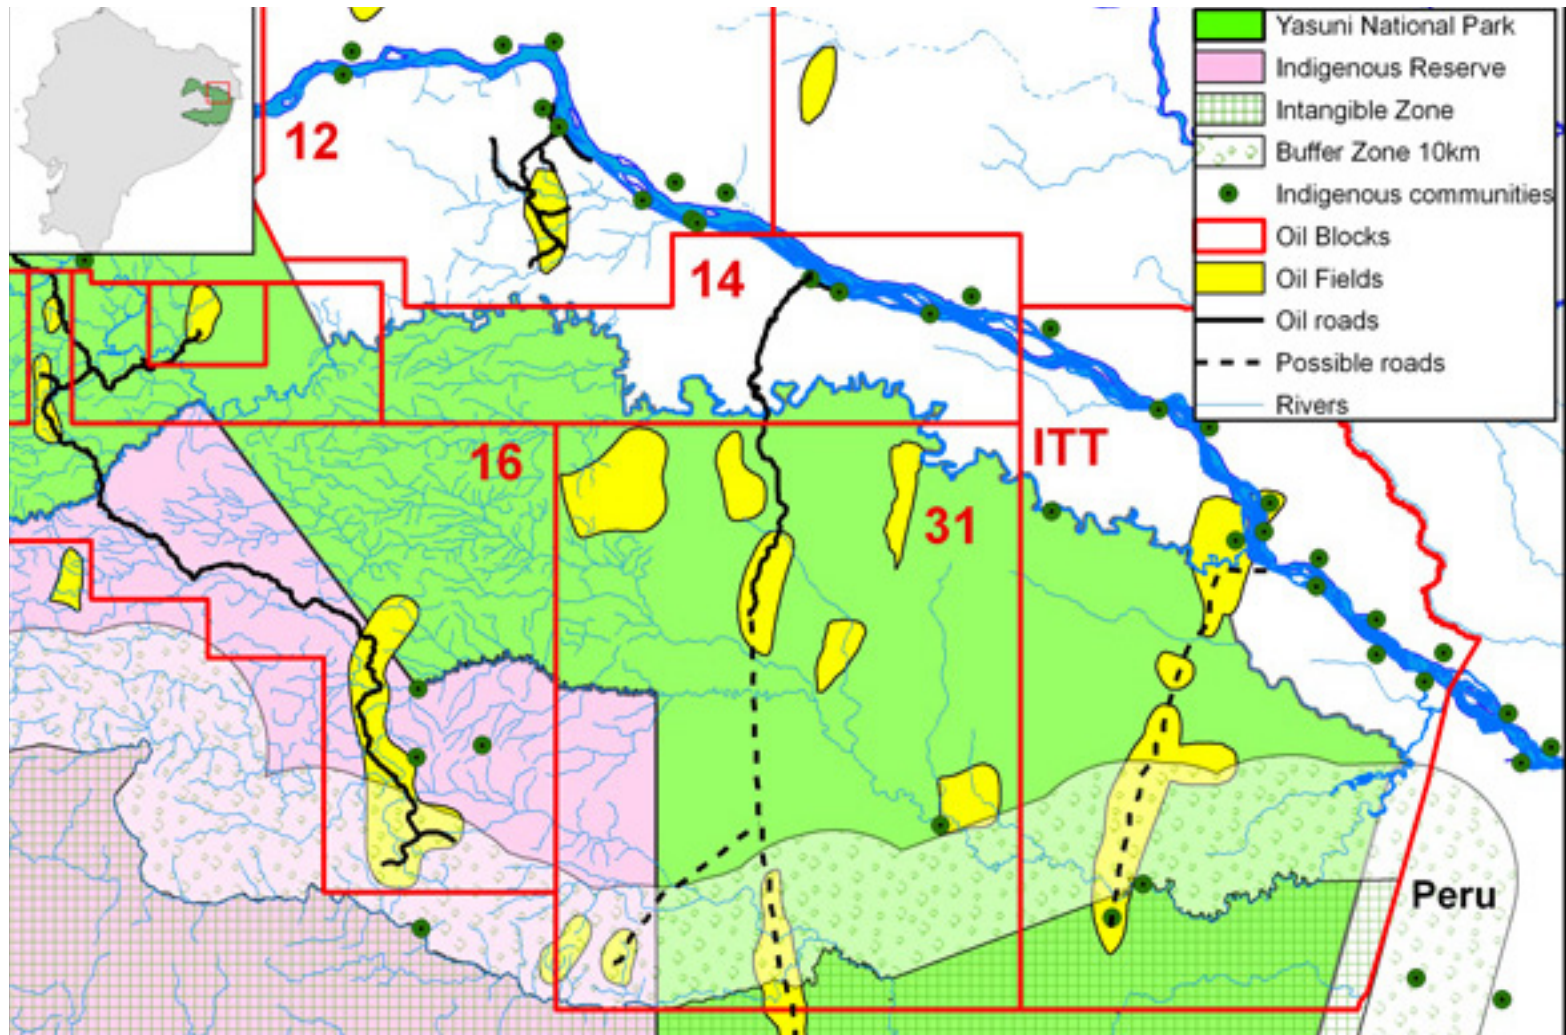 Yasuni National Park
Indigenous Reserve
Intangible Zone
Buffer Zone 10km
Indigenous communities
Oil Blocks
Oil Fields
Oil roads
Possible roads
Rivers
12
14
16
ITT
31
Peru